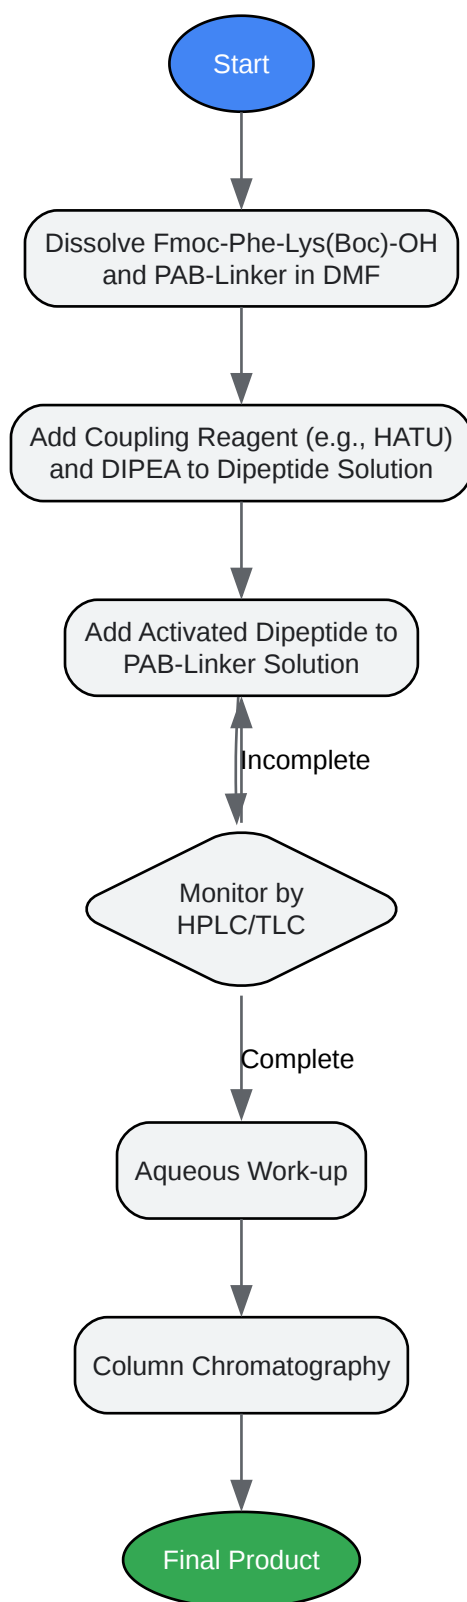 Start
Dissolve Fmoc-Phe-Lys(Boc)-OH
and PAB-Linker in DMF
Add Coupling Reagent (e.g., HATU)
and DIPEA to Dipeptide Solution
Add Activated Dipeptide to
PAB-Linker Solution
Incomplete
Monitor by
HPLC/TLC
Complete
Aqueous Work-up
Column Chromatography
Final Product